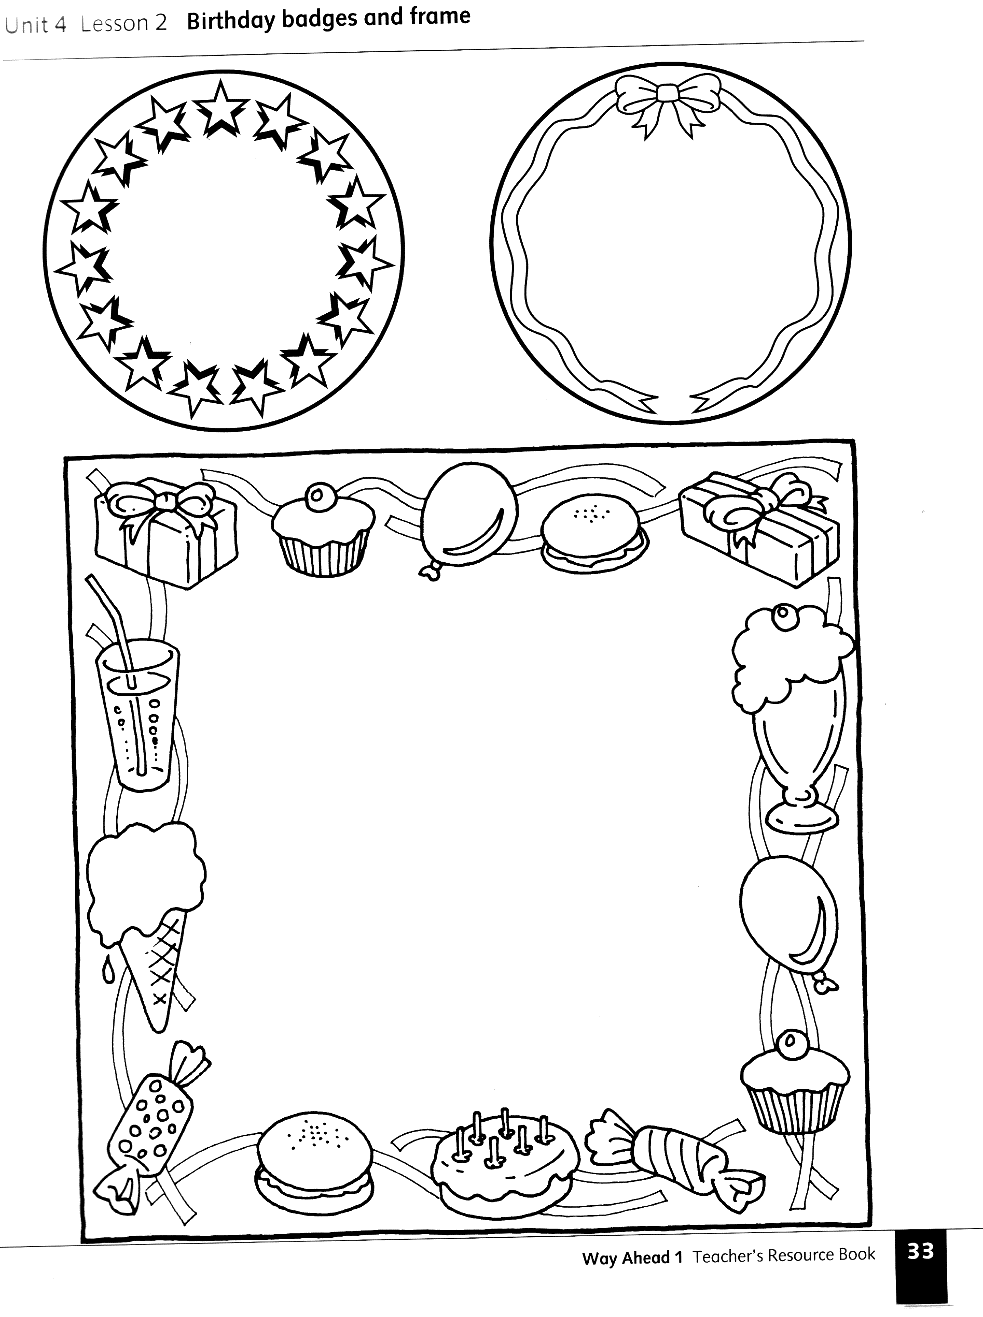 Unit 4 Lesson 2 Birthday badges and frame
Way Ahead 1 Teacher's Resource Book 33